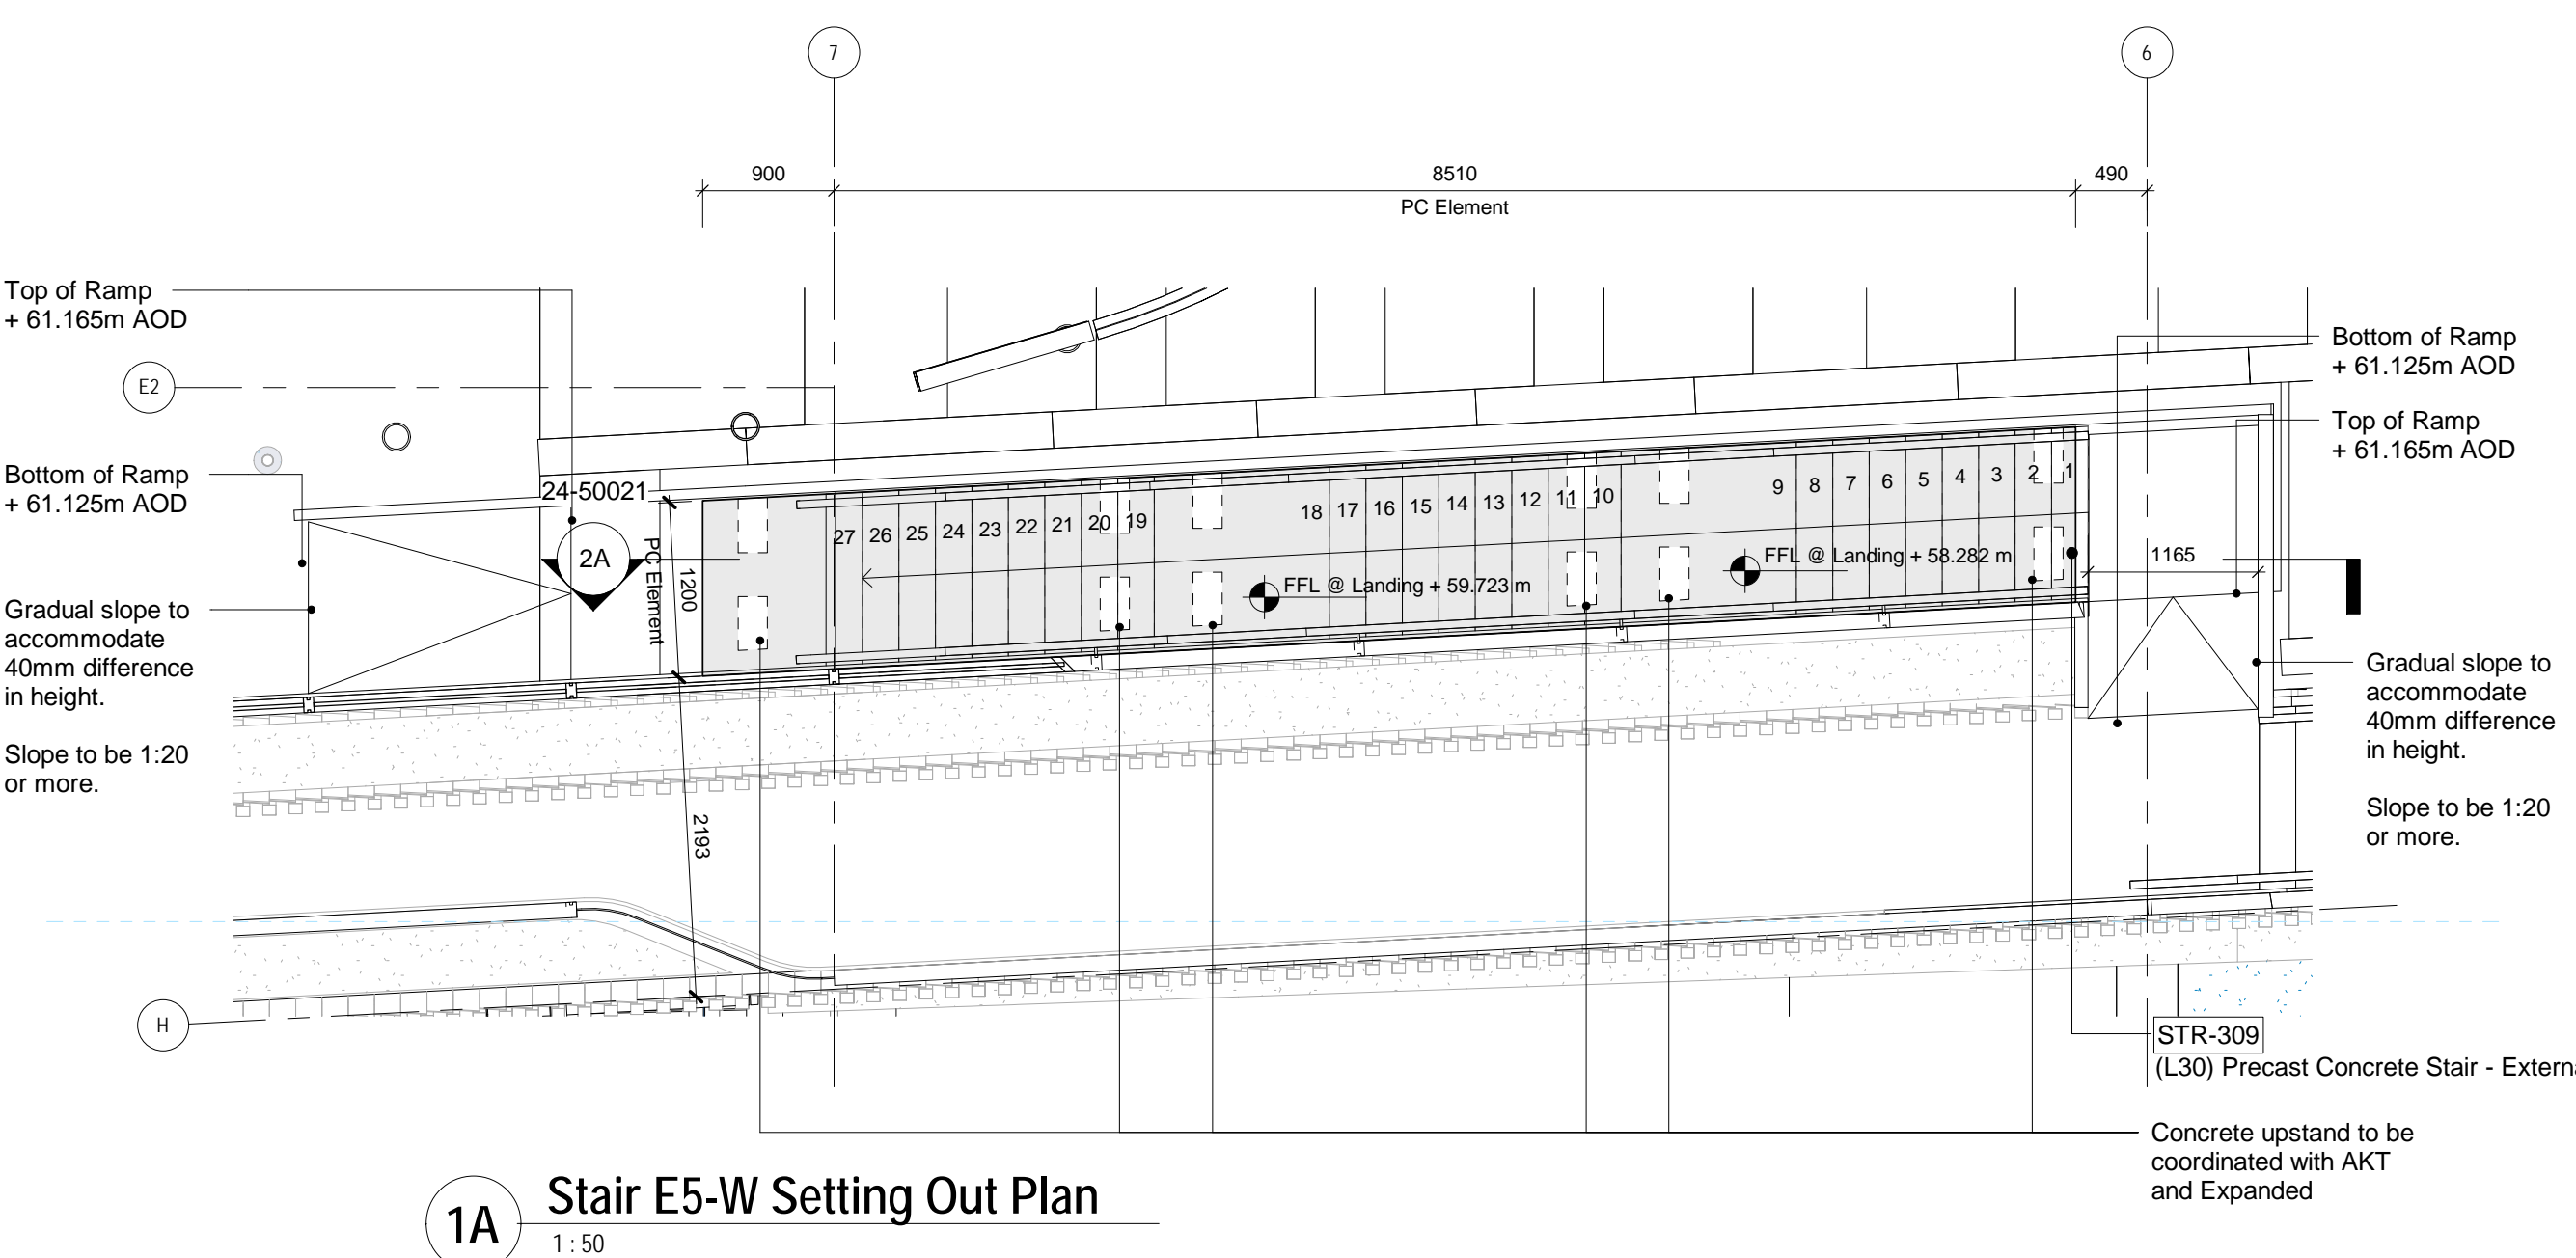 7
6
900
8510
490
PC Element
Top of Ramp
+ 61.165m AOD
E2
Bottom of Ramp
+ 61.125m AOD
Top of Ramp
+ 61.165m AOD
Bottom of Ramp
+ 61.125m AOD
24-50021
2A
PC Element
1200
27 26 25 24 23 22 21 20 19 18 17 16 15 14 13 12 11 10 9 8 7 6 5 4 3 2 1
FFL @ Landing + 58.282 m
FFL @ Landing + 59.723 m
1165
Gradual slope to
accommodate
40mm difference
in height.
Slope to be 1:20
or more.
Gradual slope to
accommodate
40mm difference
in height.
Slope to be 1:20
or more.
2193
H
STR-309
(L30) Precast Concrete Stair - Extern
Concrete upstand to be
coordinated with AKT
and Expanded
1A
Stair E5-W Setting Out Plan
1 : 50